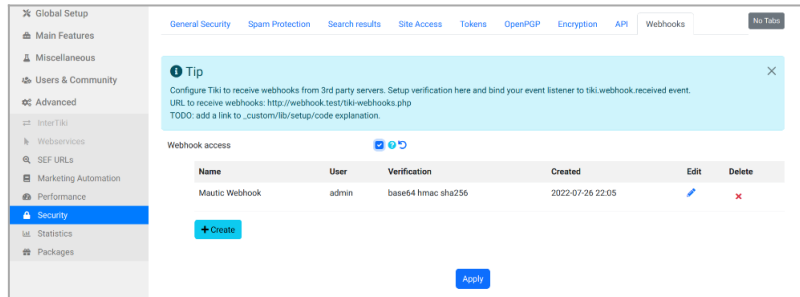 Global Setup
Main Features
Miscellaneous
Users & Community
Advanced
InterTiki
Webservices
SEF URLs
Marketing Automation
Performance
Security
Statistics
Packages
General Security Spam Protection Search results Site Access Tokens OpenPGP Encryption API Webhooks No Tabs
Tip
Configure Tiki to receive webhooks from 3rd party servers. Setup verification here and bind your event listener to tiki.webhook.received event.
URL to receive webhooks: http://webhook.test/tiki-webhooks.php
TODO: add a link to _custom/lib/setup/code explanation.
Webhook access
Name User Verification Created Edit Delete
Mautic Webhook admin base64 hmac sha256 2022-07-26 22:05
+ Create
Apply